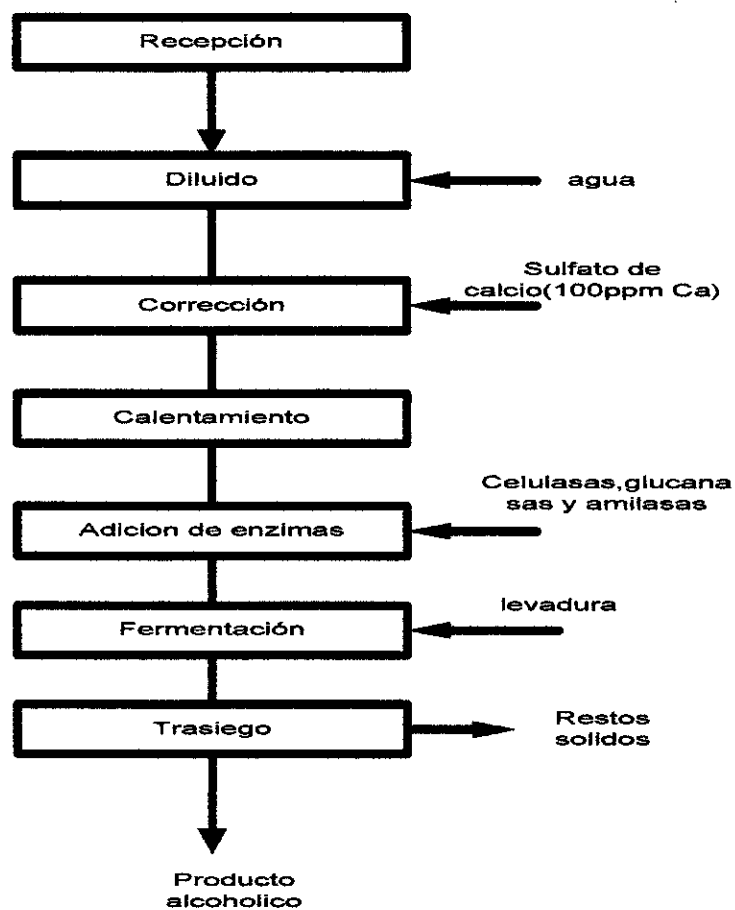 Recepción
Diluido
agua
Sulfato de
calcio(100ppm Ca)
Corrección
Calentamiento
Celulasas,glucana
sas y amilasas
Adicion de enzimas
levadura
Fermentación
Trasiego
Restos
solidos
Producto
alcoholico